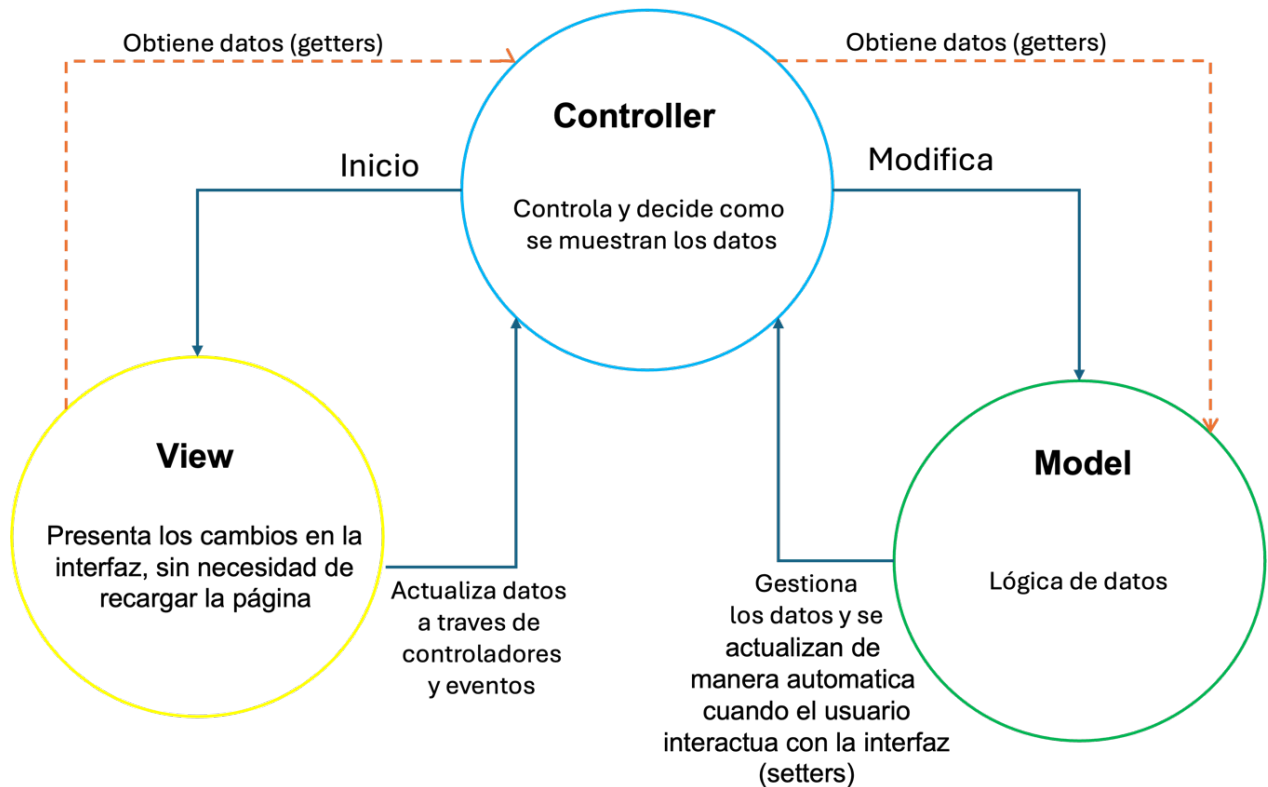 Obtiene datos (getters)
Obtiene datos (getters)
Controller
Inicio
Modifica
Controla y decide como
se muestran los datos
View
Presenta los cambios en la
interfaz, sin necesidad de
recargar la página
Model
Lógica de datos
Actualiza datos
a traves de
controladores
y eventos
Gestiona
los datos y se
actualizan de
manera automatica
cuando el usuario
interactua con la interfaz
(setters)